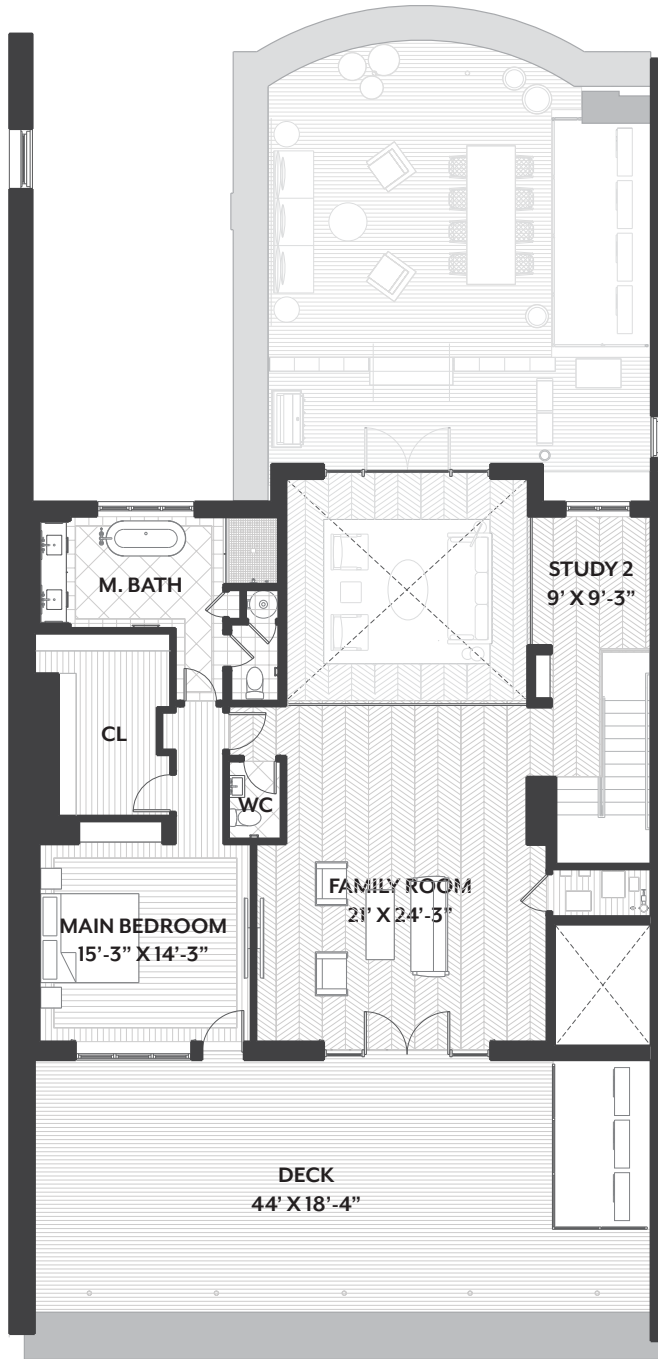 M. BATH
STUDY 2
9’ X 9’-3”
CL
WC
FAMILY ROOM
21’ X 24’-3”
MAIN BEDROOM
15’-3” X 14’-3”
DECK
44’ X 18’-4”